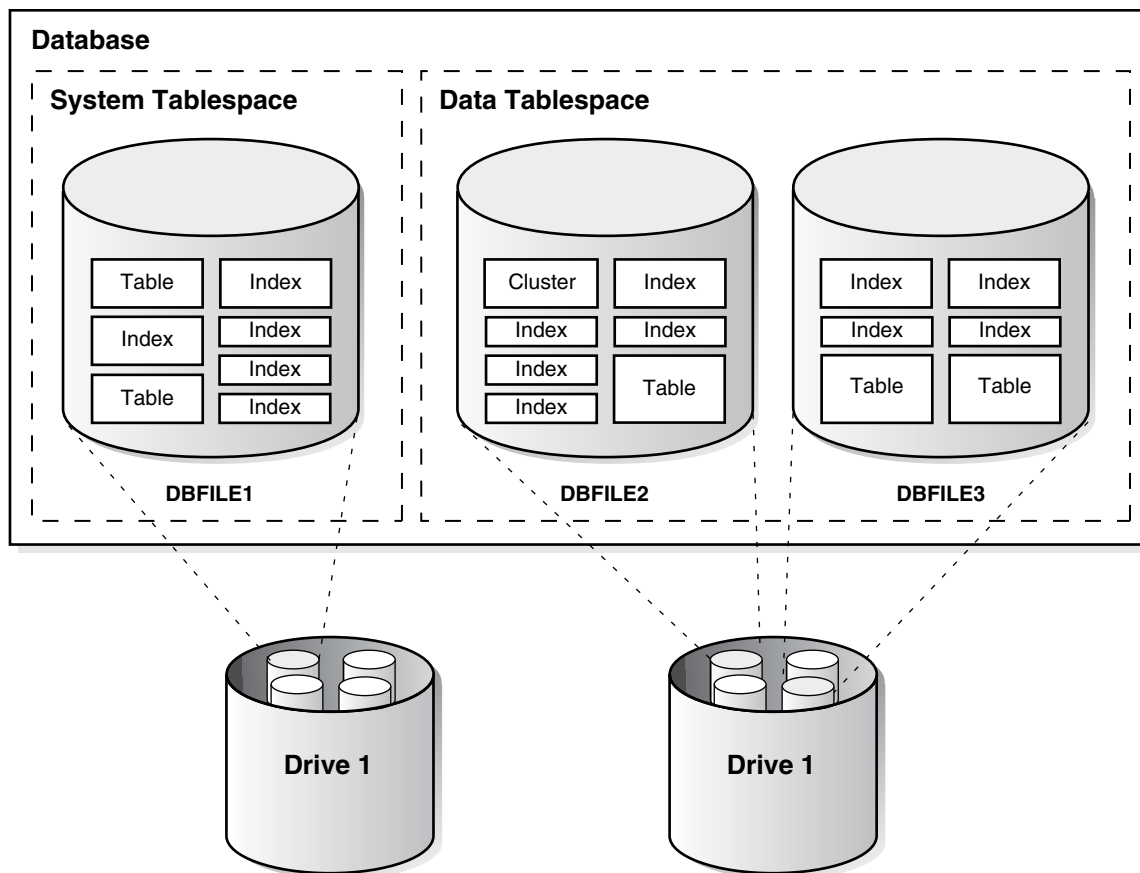 Database
System Tablespace
Data Tablespace
Table
Index
Index
Index
Table
Index
Index
DBFILE1
Cluster
Index
Index
Index
Index
Index
Table
DBFILE2
Index
Index
Index
Index
Table
Table
DBFILE3
Drive 1
Drive 1